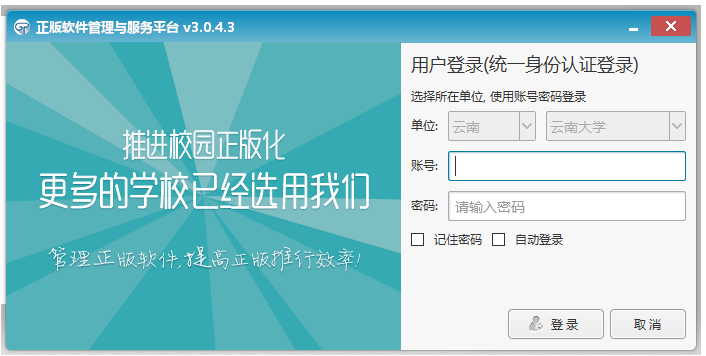 正版软件管理与服务平台 v3.0.4.3
推进校园正版化
更多的学校已经选用我们
管理正版软件,提高正版推行效率!
用户登录(统一身份认证登录)
选择所在单位, 使用账号密码登录
单位: 云南 云南大学
账号:
密码: 请输入密码
记住密码 自动登录
登录 取消